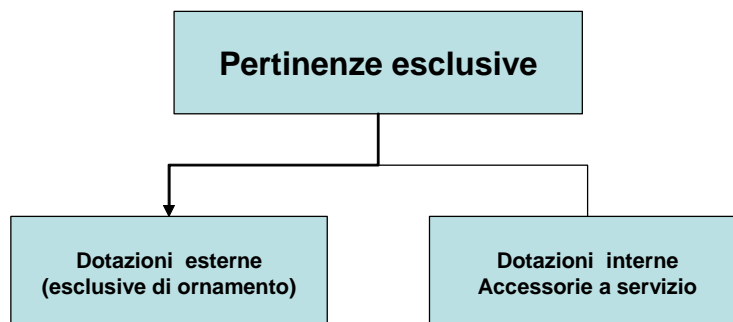 Pertinenze esclusive
Dotazioni esterne
(esclusive di ornamento)
Dotazioni interne
Accessorie a servizio